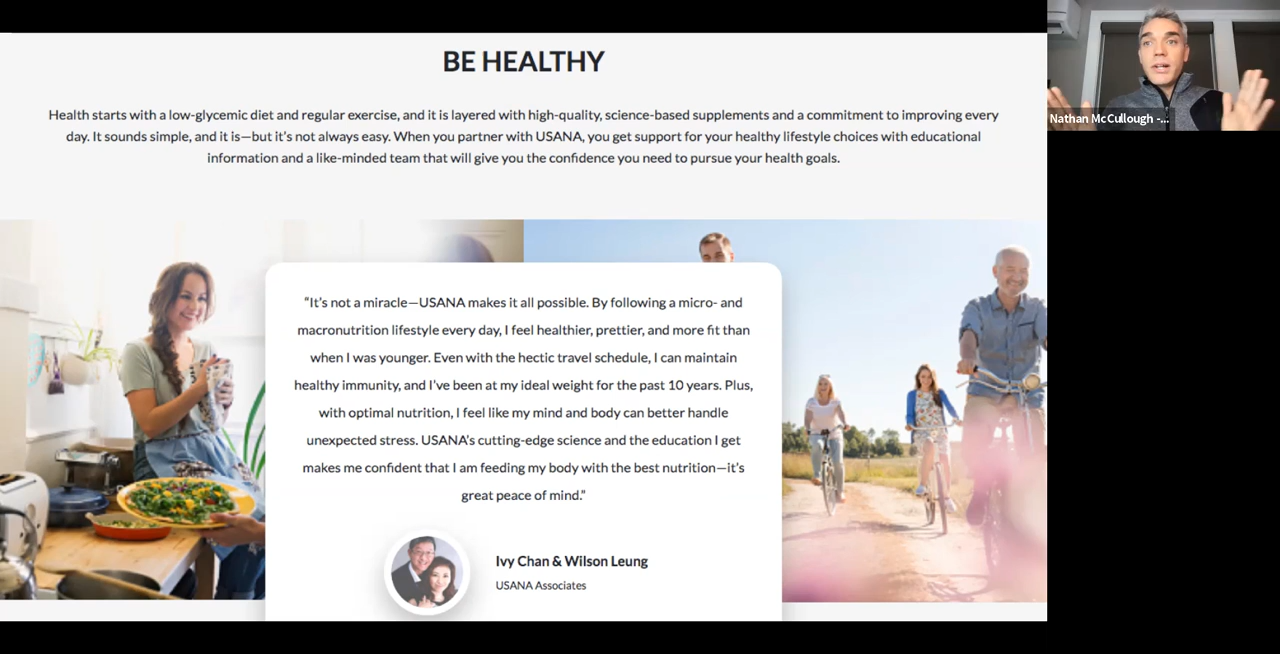 BE HEALTHY
Health starts with a low-glycemic diet and regular exercise, and it is layered with high-quality, science-based supplements and a commitment to improving every
day. It sounds simple, and it is—but it's not always easy. When you partner with USANA, you get support for your healthy lifestyle choices with educational
information and a like-minded team that will give you the confidence you need to pursue your health goals.
“It’s not a miracle—USANA makes it all possible. By following a micro- and
macronutrition lifestyle every day, I feel healthier, prettier, and more fit than
when I was younger. Even with the hectic travel schedule, I can maintain
healthy immunity, and I’ve been at my ideal weight for the past 10 years. Plus,
with optimal nutrition, I feel like my mind and body can better handle
unexpected stress. USANA’s cutting-edge science and the education I get
makes me confident that I am feeding my body with the best nutrition—it’s
great peace of mind.”
Ivy Chan & Wilson Leung
USANA Associates
Nathan McCullough -...